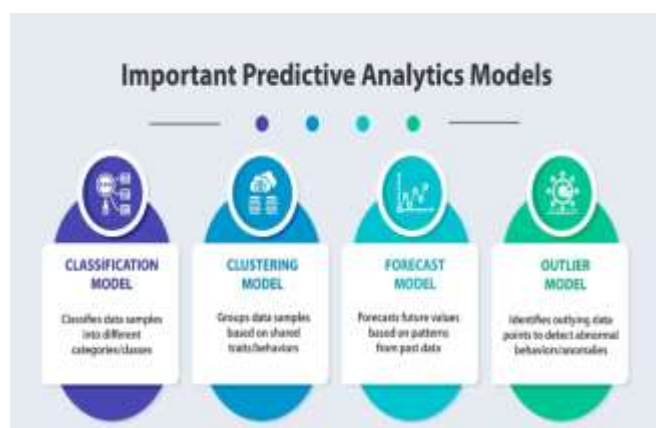 Important Predictive Analytics Models
CLASSIFICATION
MODEL
Classifies data samples
into different
categories/classes
CLUSTERING
MODEL
Groups data samples
based on shared
traits/behaviors
FORECAST
MODEL
Forecasts future values
based on patterns
from past data
OUTLIER
MODEL
Identifies outlying data
points to detect abnormal
behaviors/anomalies